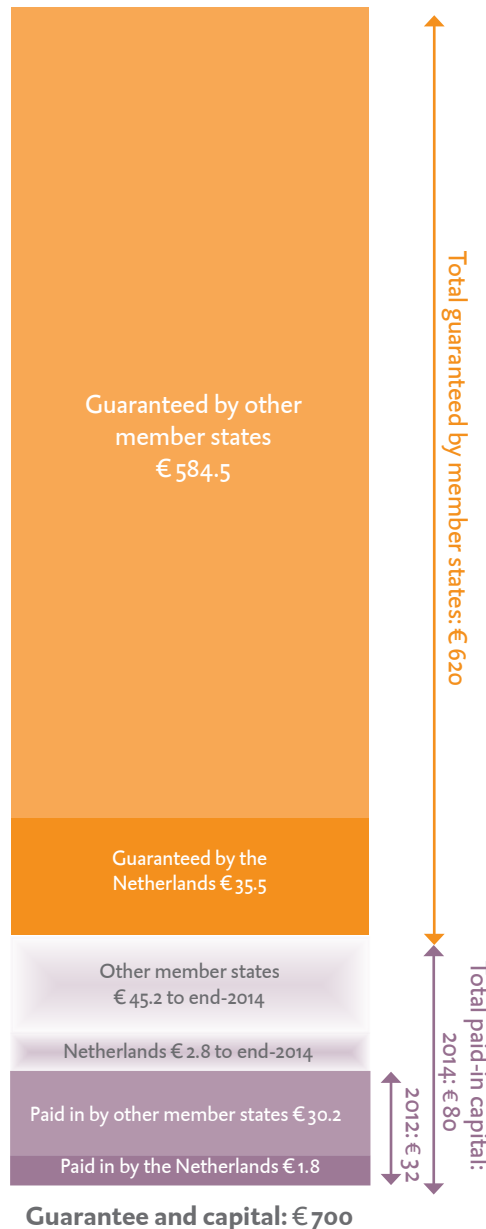 Guaranteed by other
member states
€ 584.5
Total guaranteed by member states: € 620
Guaranteed by the
Netherlands € 35.5
Other member states
€ 45.2 to end-2014
Netherlands € 2.8 to end-2014
Paid in by other member states € 30.2
Paid in by the Netherlands € 1.8
2012: € 32
Total paid-in capital:
2014: € 80
Guarantee and capital: € 700